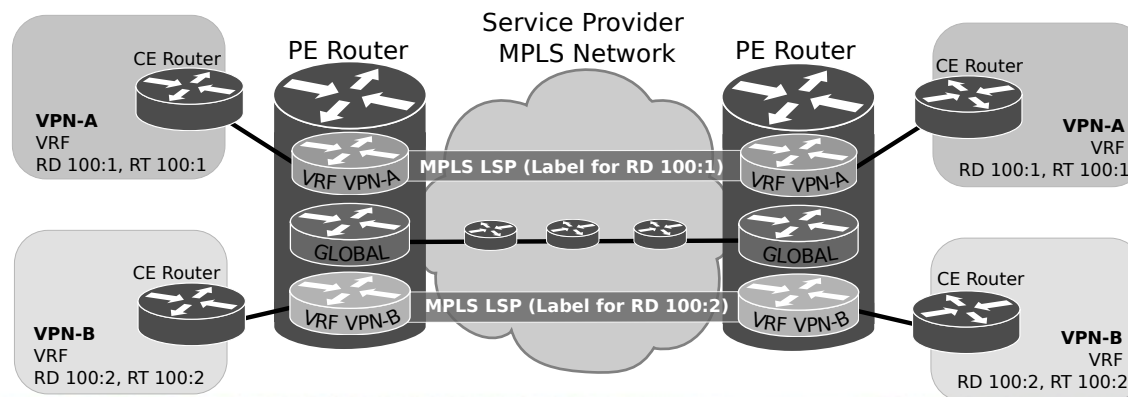 Service Provider
MPLS Network
PE Router
PE Router
CE Router
VPN-A
VRF
RD 100:1, RT 100:1
CE Router
VPN-A
VRF
RD 100:1, RT 100:1
VRF VPN-A
MPLS LSP (Label for RD 100:1)
VRF VPN-A
GLOBAL
GLOBAL
CE Router
VPN-B
VRF
RD 100:2, RT 100:2
VRF VPN-B
MPLS LSP (Label for RD 100:2)
VRF VPN-B
CE Router
VPN-B
VRF
RD 100:2, RT 100:2